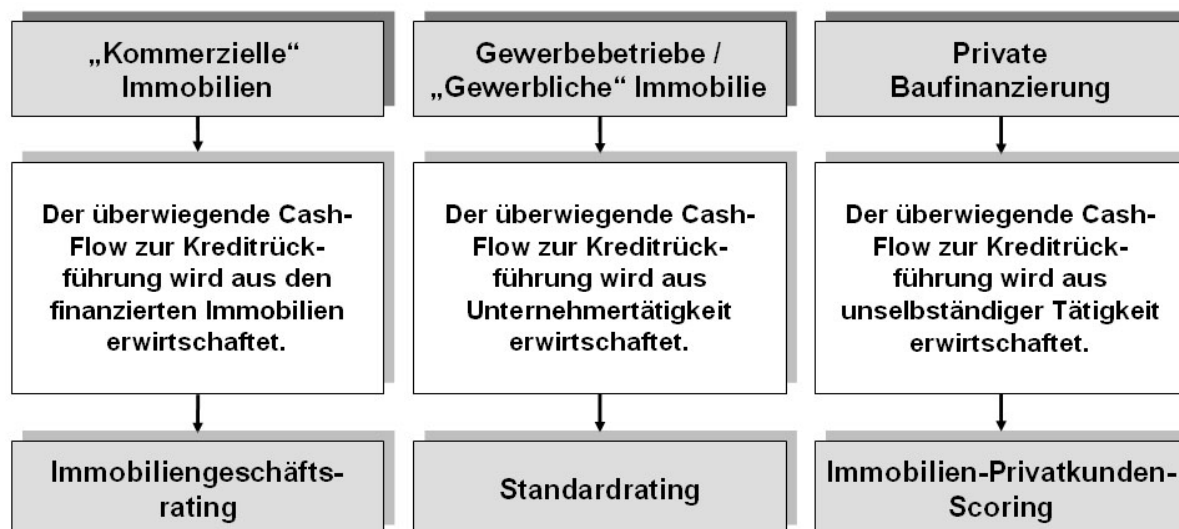 „Kommerzielle“
Immobilien
Gewerbebetriebe /
„Gewerbliche“ Immobilie
Private
Baufinanzierung
Der überwiegende Cash-
Flow zur Kreditrück-
führung wird aus den
finanzierten Immobilien
erwirtschaftet.
Der überwiegende Cash-
Flow zur Kreditrück-
führung wird aus
Unternehmertätigkeit
erwirtschaftet.
Der überwiegende Cash-
Flow zur Kreditrück-
führung wird aus
unselbständiger Tätigkeit
erwirtschaftet.
Immobiliengeschäfts-
rating
Standardrating
Immobilien-Privatkunden-
Scoring